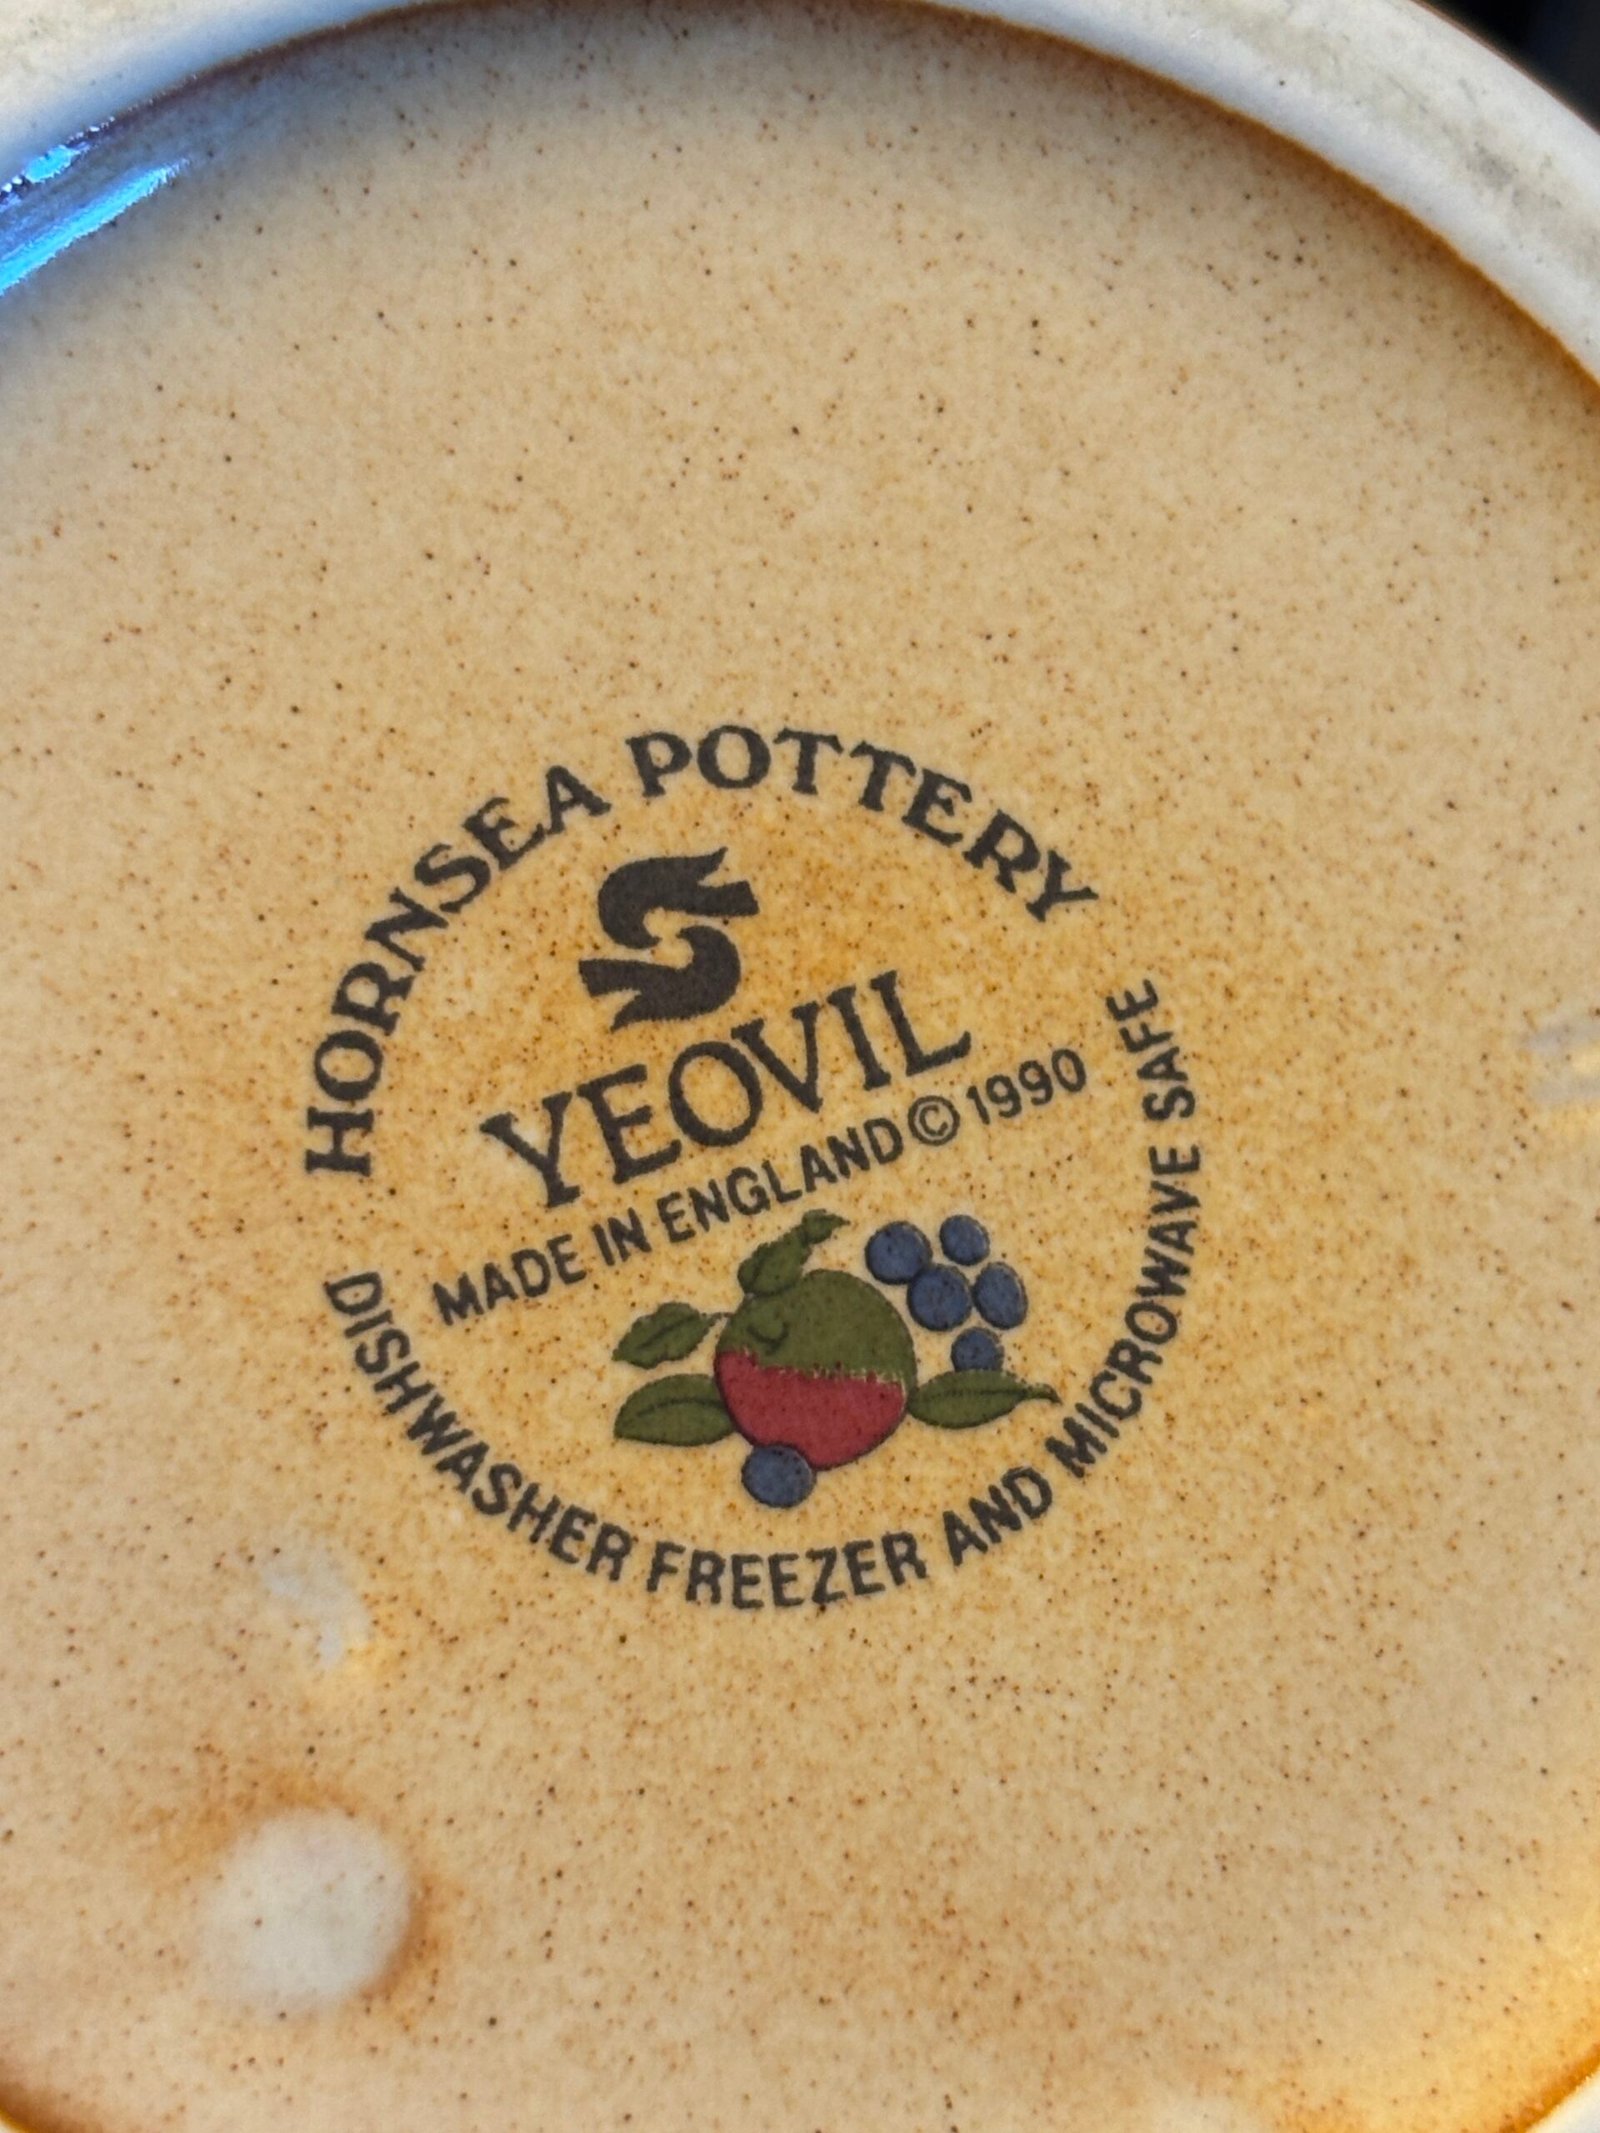 HORNSEA POTTERY
YEOVIL
MADE IN ENGLAND © 1990
DISHWASHER FREEZER AND MICROWAVE SAFE